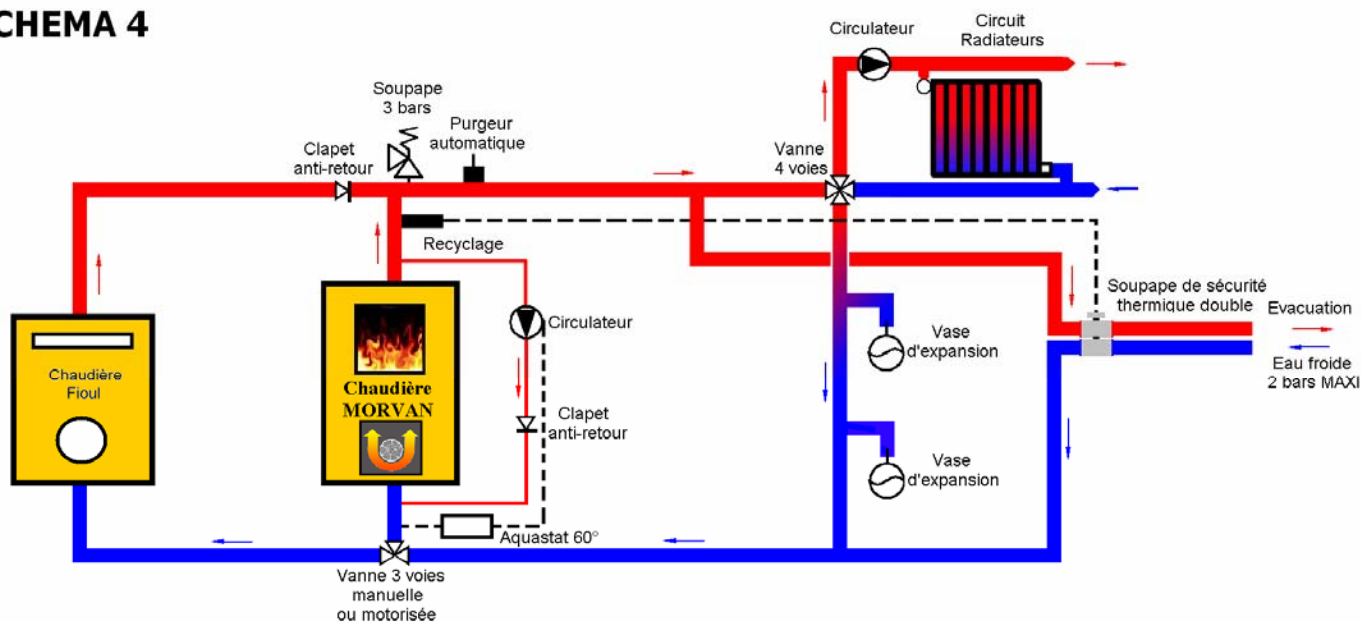 CHEMA 4
Circulateur
Circuit
Radiateurs
Soupape
3 bars
Purgeur
automatique
Clapet
anti-retour
Vanne
4 voies
Recyclage
Soupape de sécurité
thermique double
Evacuation
Eau froide
2 bars MAXI
Circulateur
Vase
d'expansion
Chaudière
Fioul
Chaudière
MORVAN
Clapet
anti-retour
Vase
d'expansion
Aquastat 60°
Vanne 3 voies
manuelle
ou motorisée